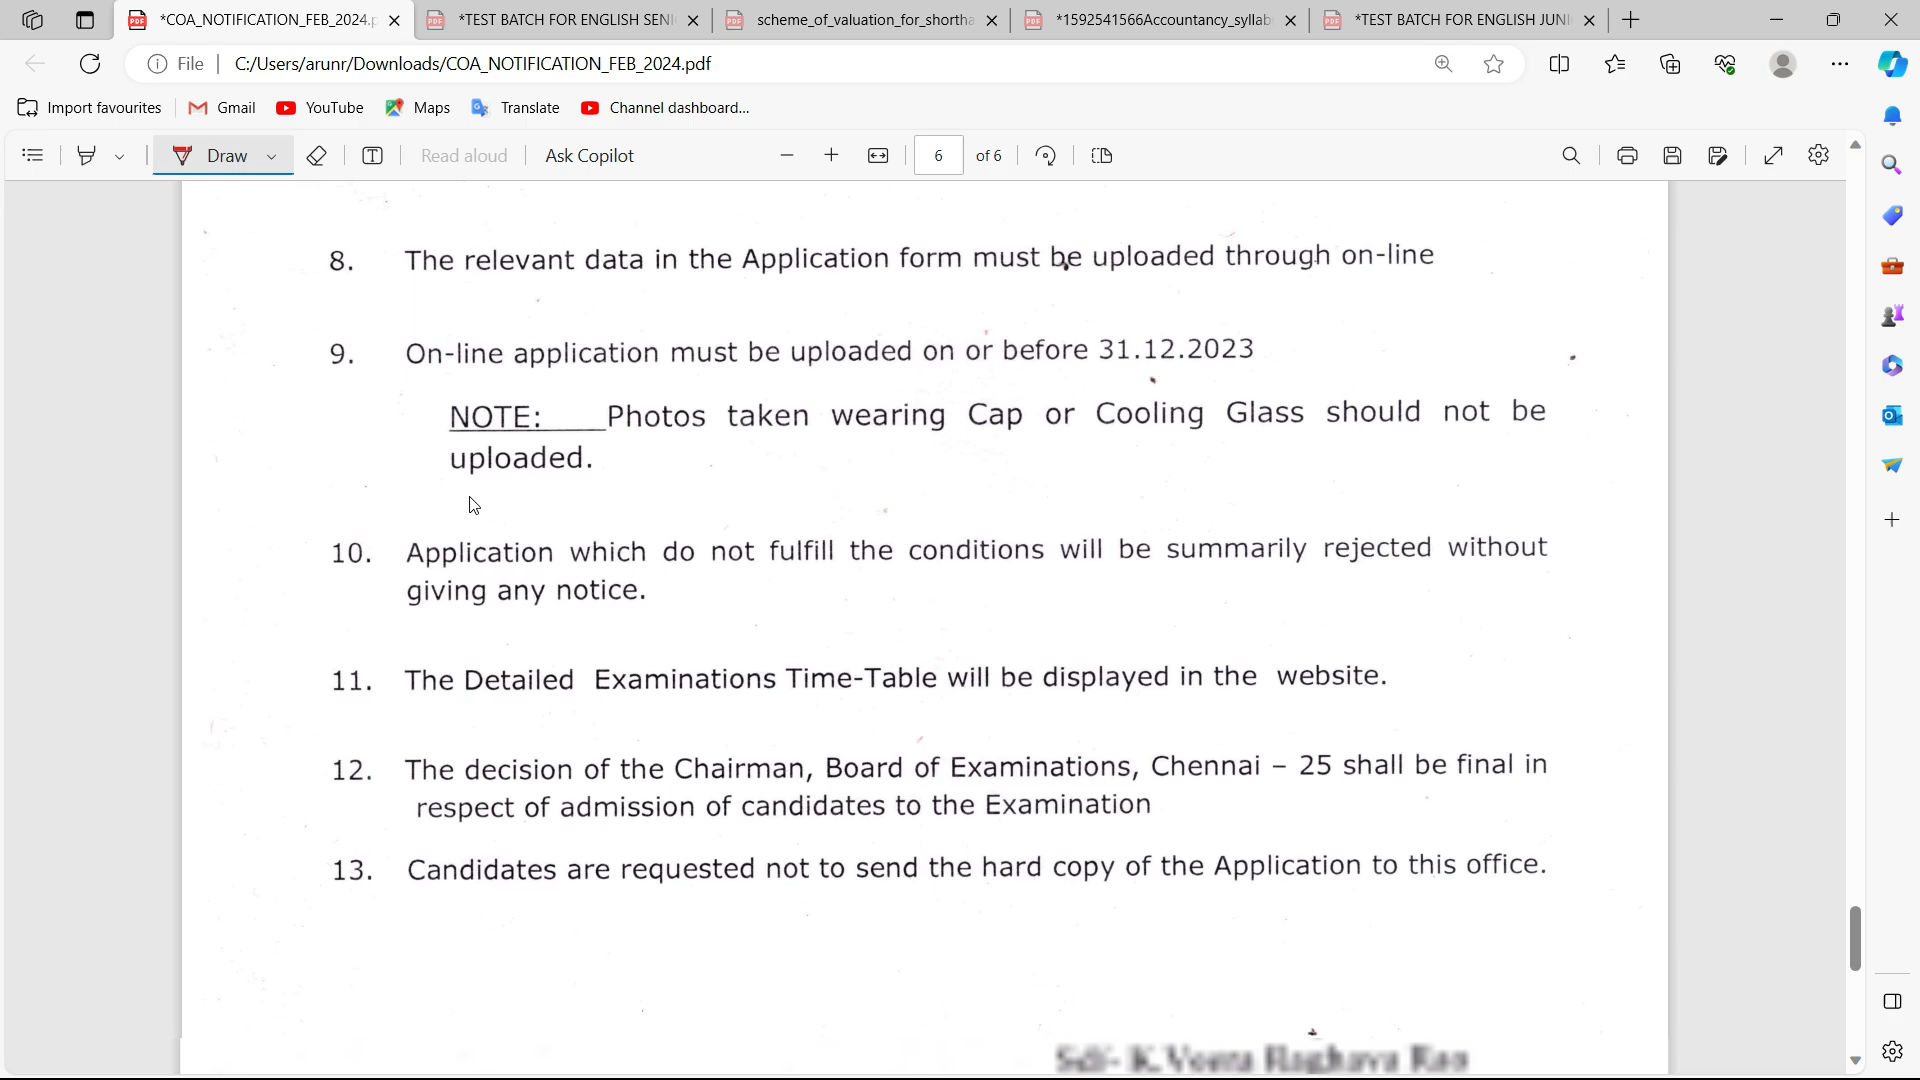 *COA_NOTIFICATION_FEB_2024.p
*TEST BATCH FOR ENGLISH SENI
scheme_of_valuation_for_shortha
*1592541566Accountancy_syllab
*TEST BATCH FOR ENGLISH JUNI
File
C:/Users/arunr/Downloads/COA_NOTIFICATION_FEB_2024.pdf
Import favourites
Gmail
YouTube
Maps
Translate
Channel dashboard...
Draw
Read aloud
Ask Copilot
6 of 6
8. The relevant data in the Application form must be uploaded through on-line
9. On-line application must be uploaded on or before 31.12.2023
NOTE: Photos taken wearing Cap or Cooling Glass should not be
uploaded.
10. Application which do not fulfill the conditions will be summarily rejected without
giving any notice.
11. The Detailed Examinations Time-Table will be displayed in the website.
12. The decision of the Chairman, Board of Examinations, Chennai – 25 shall be final in
respect of admission of candidates to the Examination
13. Candidates are requested not to send the hard copy of the Application to this office.